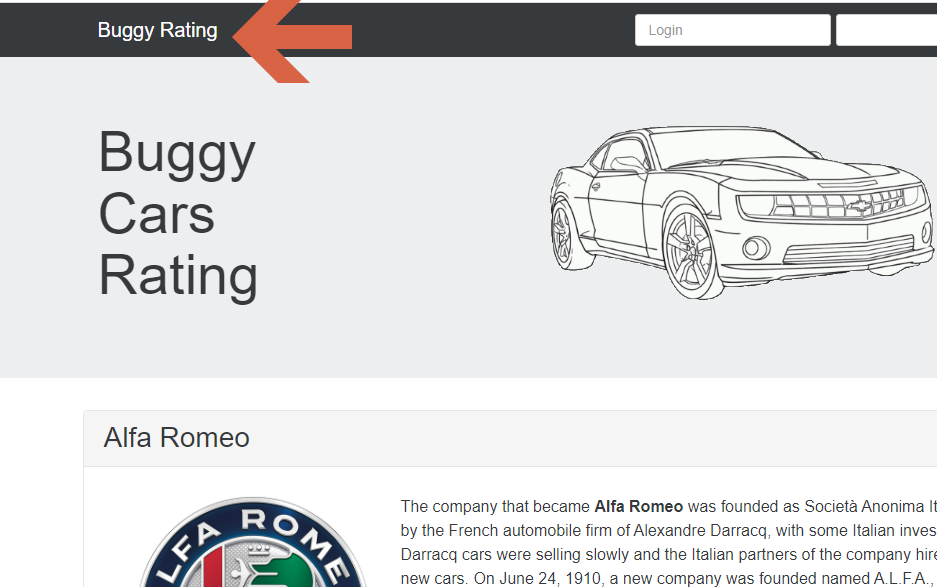 Buggy Rating
Login
Buggy
Cars
Rating
Alfa Romeo
ALFA ROMEO
The company that became Alfa Romeo was founded as Società Anonima It
by the French automobile firm of Alexandre Darracq, with some Italian inves
Darracq cars were selling slowly and the Italian partners of the company hire
new cars. On June 24, 1910, a new company was founded named A.L.F.A.,